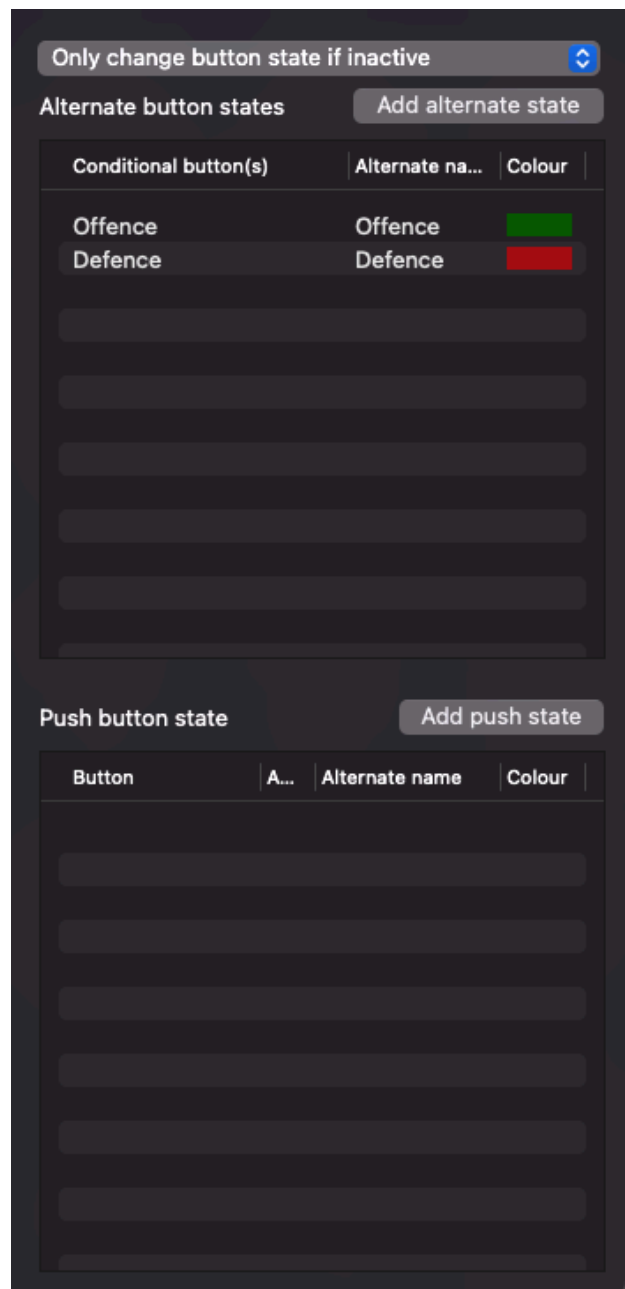 Only change button state if inactive
Alternate button states Add alternate state
Conditional button(s) Alternate na... Colour
Offence Offence
Defence Defence
Push button state Add push state
Button A... Alternate name Colour